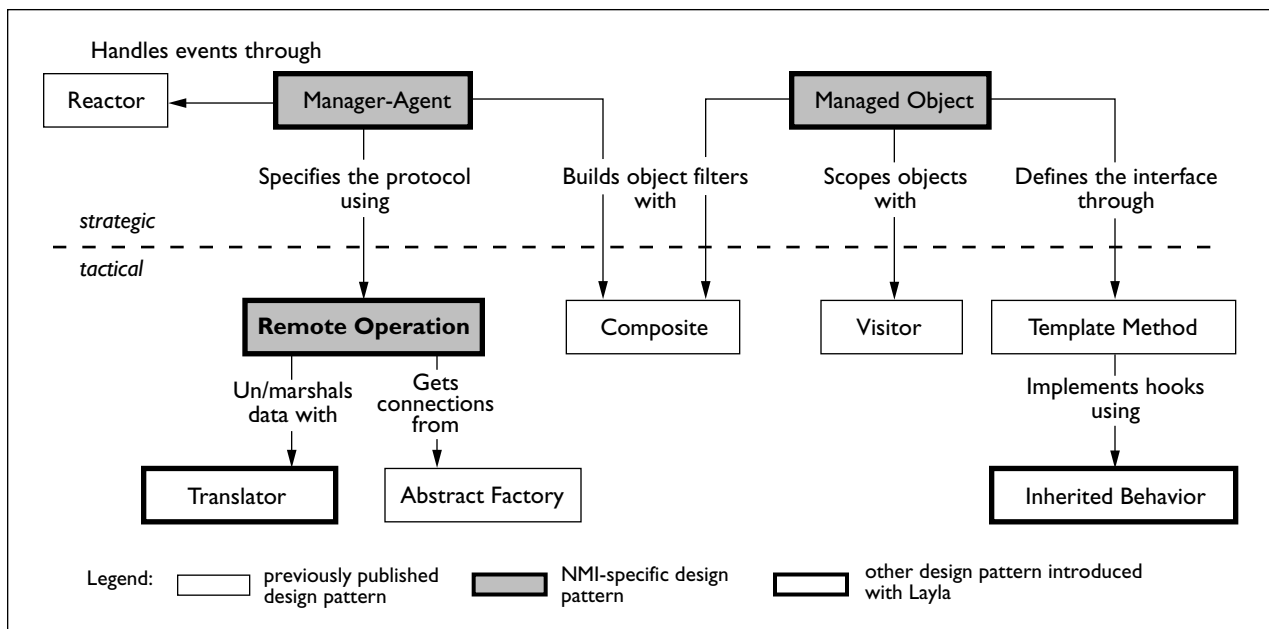 Handles events through
Reactor
Manager-Agent
Managed Object
Specifies the protocol
using
Builds object filters
with
Scopes objects
with
Defines the interface
through
strategic
tactical
Remote Operation
Composite
Visitor
Template Method
Un/marshals
data with
Gets
connections
from
Implements hooks
using
Translator
Abstract Factory
Inherited Behavior
Legend:
previously published
design pattern
NMI-specific design
pattern
other design pattern introduced
with Layla